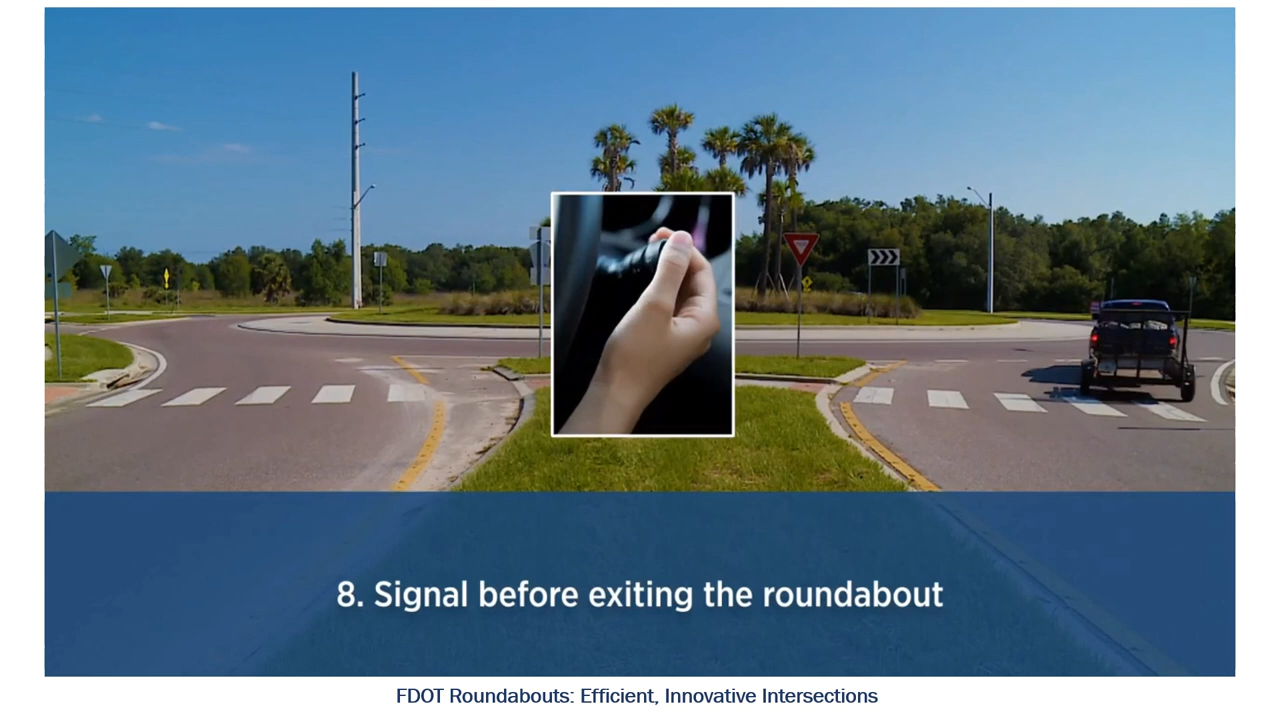 8. Signal before exiting the roundabout
FDOT Roundabouts: Efficient, Innovative Intersections